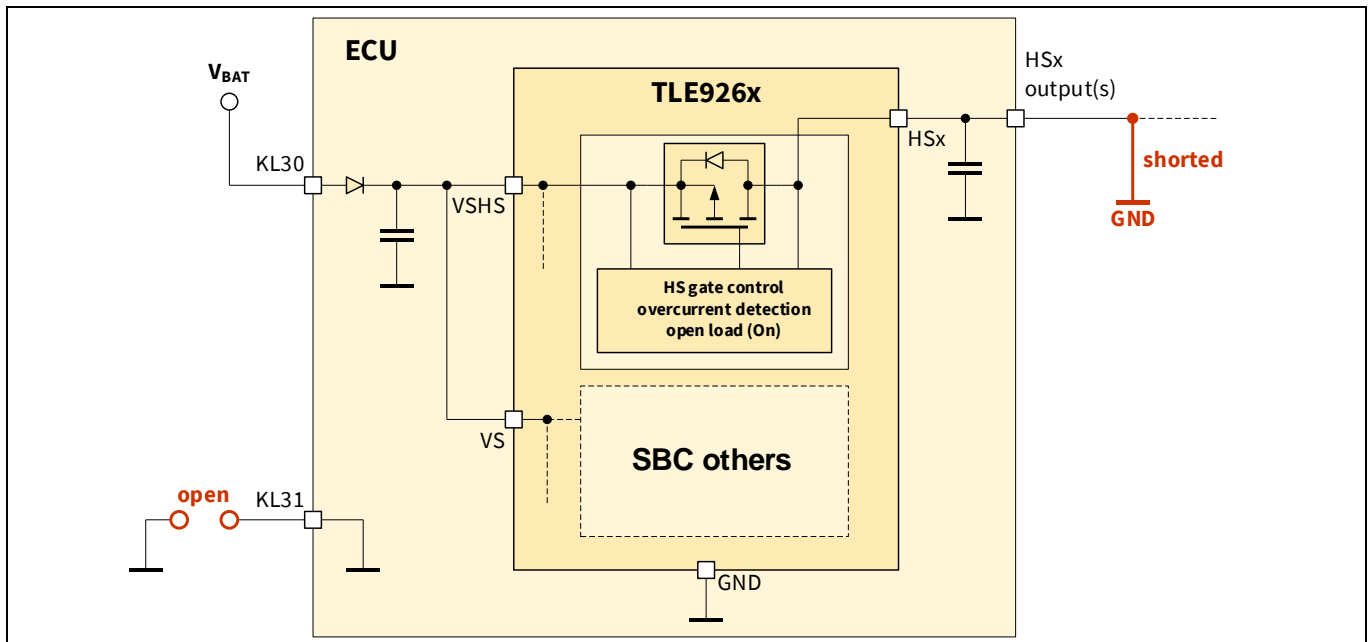 ECU
VBAT
TLE926x
HSx
output(s)
KL30
HSx
shorted
VSHS
GND
HS gate control
overcurrent detection
open load (On)
VS
SBC others
open
KL31
GND